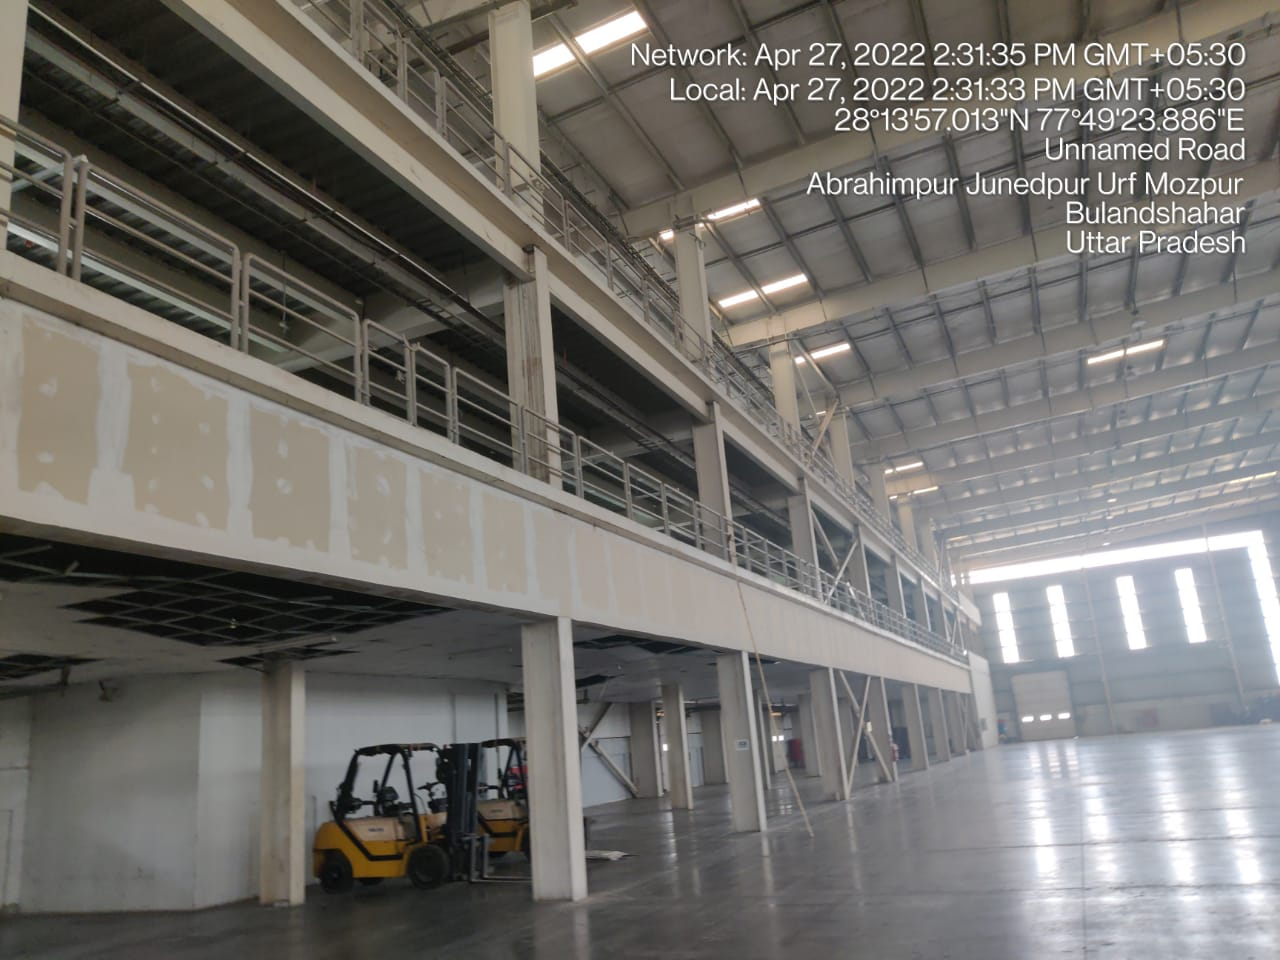 Network: Apr 27, 2022 2:31:35 PM GMT+05:30
Local: Apr 27, 2022 2:31:33 PM GMT+05:30
28°13'57.013"N 77°49'23.886"E
Unnamed Road
Abrahimpur Junedpur Urf Mozpur
Bulandshahar
Uttar Pradesh